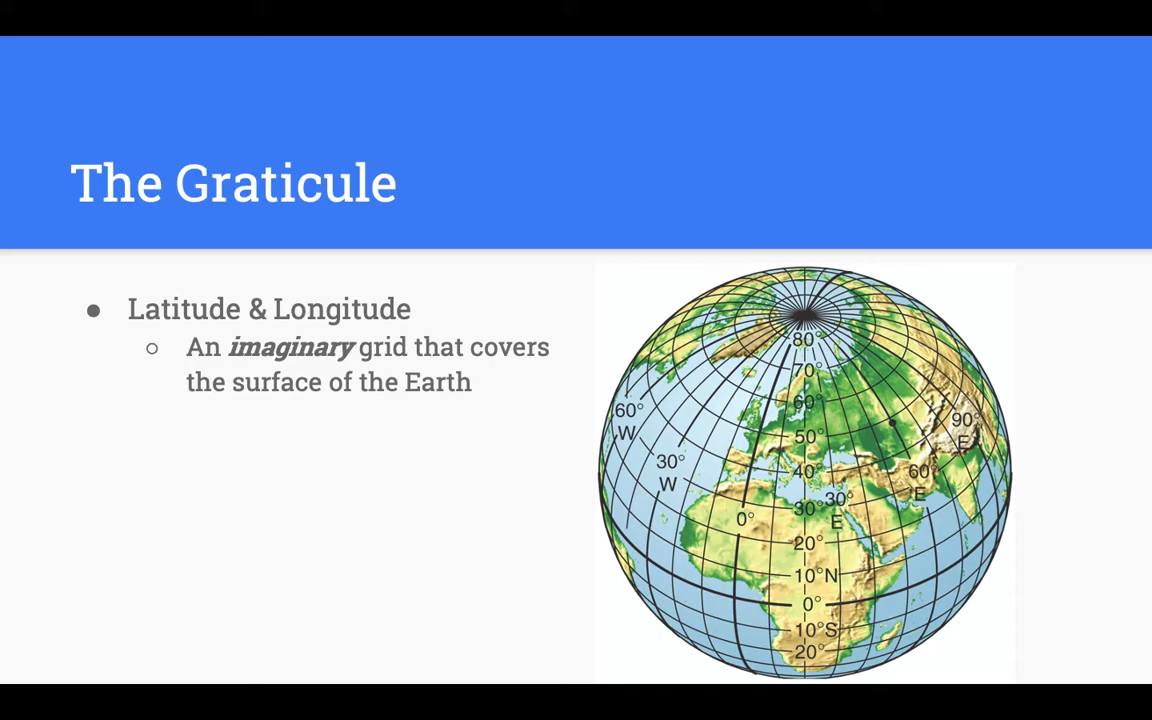 The Graticule
● Latitude & Longitude
○ An imaginary grid that covers
the surface of the Earth
80°
70°
60°
50°
40°
30°
20°
10°N
0°
10°S
20°
60°
W
30°
W
0°
30°
E
60°
E
90°
E